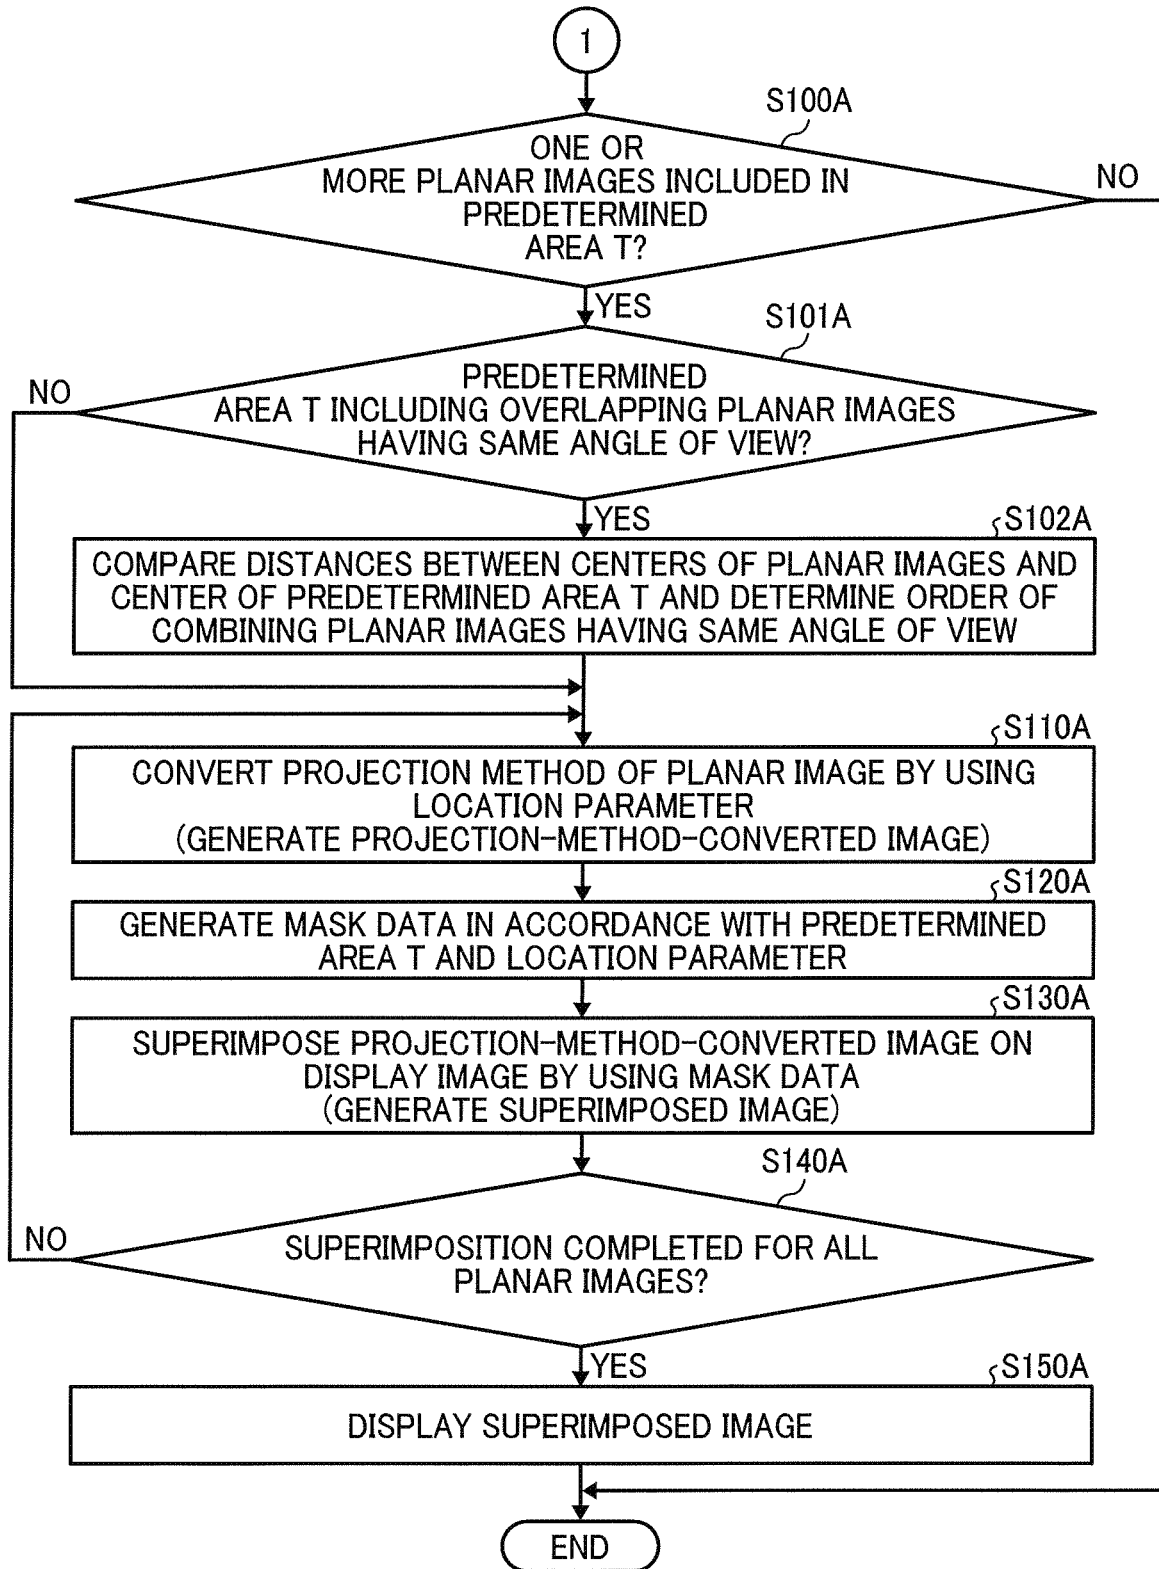 1
S100A
ONE OR
MORE PLANAR IMAGES INCLUDED IN
PREDETERMINED
AREA T?
NO
YES
S101A
PREDETERMINED
AREA T INCLUDING OVERLAPPING PLANAR IMAGES
HAVING SAME ANGLE OF VIEW?
NO
YES
S102A
COMPARE DISTANCES BETWEEN CENTERS OF PLANAR IMAGES AND
CENTER OF PREDETERMINED AREA T AND DETERMINE ORDER OF
COMBINING PLANAR IMAGES HAVING SAME ANGLE OF VIEW
S110A
CONVERT PROJECTION METHOD OF PLANAR IMAGE BY USING
LOCATION PARAMETER
(GENERATE PROJECTION-METHOD-CONVERTED IMAGE)
S120A
GENERATE MASK DATA IN ACCORDANCE WITH PREDETERMINED
AREA T AND LOCATION PARAMETER
S130A
SUPERIMPOSE PROJECTION-METHOD-CONVERTED IMAGE ON
DISPLAY IMAGE BY USING MASK DATA
(GENERATE SUPERIMPOSED IMAGE)
S140A
NO
SUPERIMPOSITION COMPLETED FOR ALL
PLANAR IMAGES?
YES
S150A
DISPLAY SUPERIMPOSED IMAGE
END